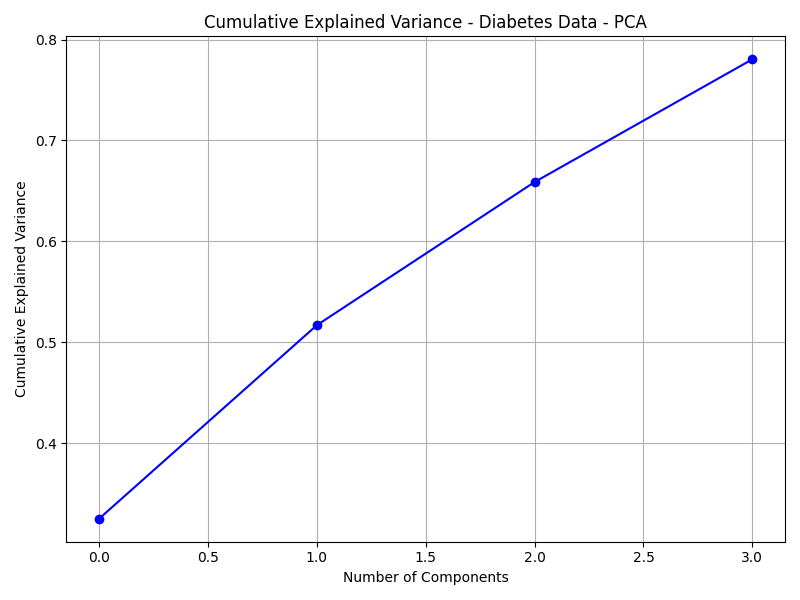 Cumulative Explained Variance - Diabetes Data - PCA
Cumulative Explained Variance
0.8
0.7
0.6
0.5
0.4
0.0 0.5 1.0 1.5 2.0 2.5 3.0
Number of Components